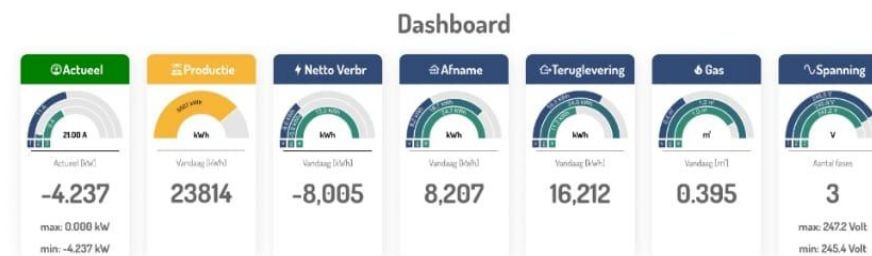 Dashboard
Actueel
21.00 A
Actueel [kW]
-4.237
max: 0.000 kW
min: -4.237 kW
Productie
kWh
Vandaag [kWh]
23814
Netto Verbr
kWh
Vandaag [kWh]
-8,005
Afname
kWh
Vandaag [kWh]
8,207
Teruglevering
kWh
Vandaag [kWh]
16,212
Gas
m³
Vandaag [m³]
0.395
Spanning
V
Aantal fases
3
max: 247.2 Volt
min: 245.4 Volt